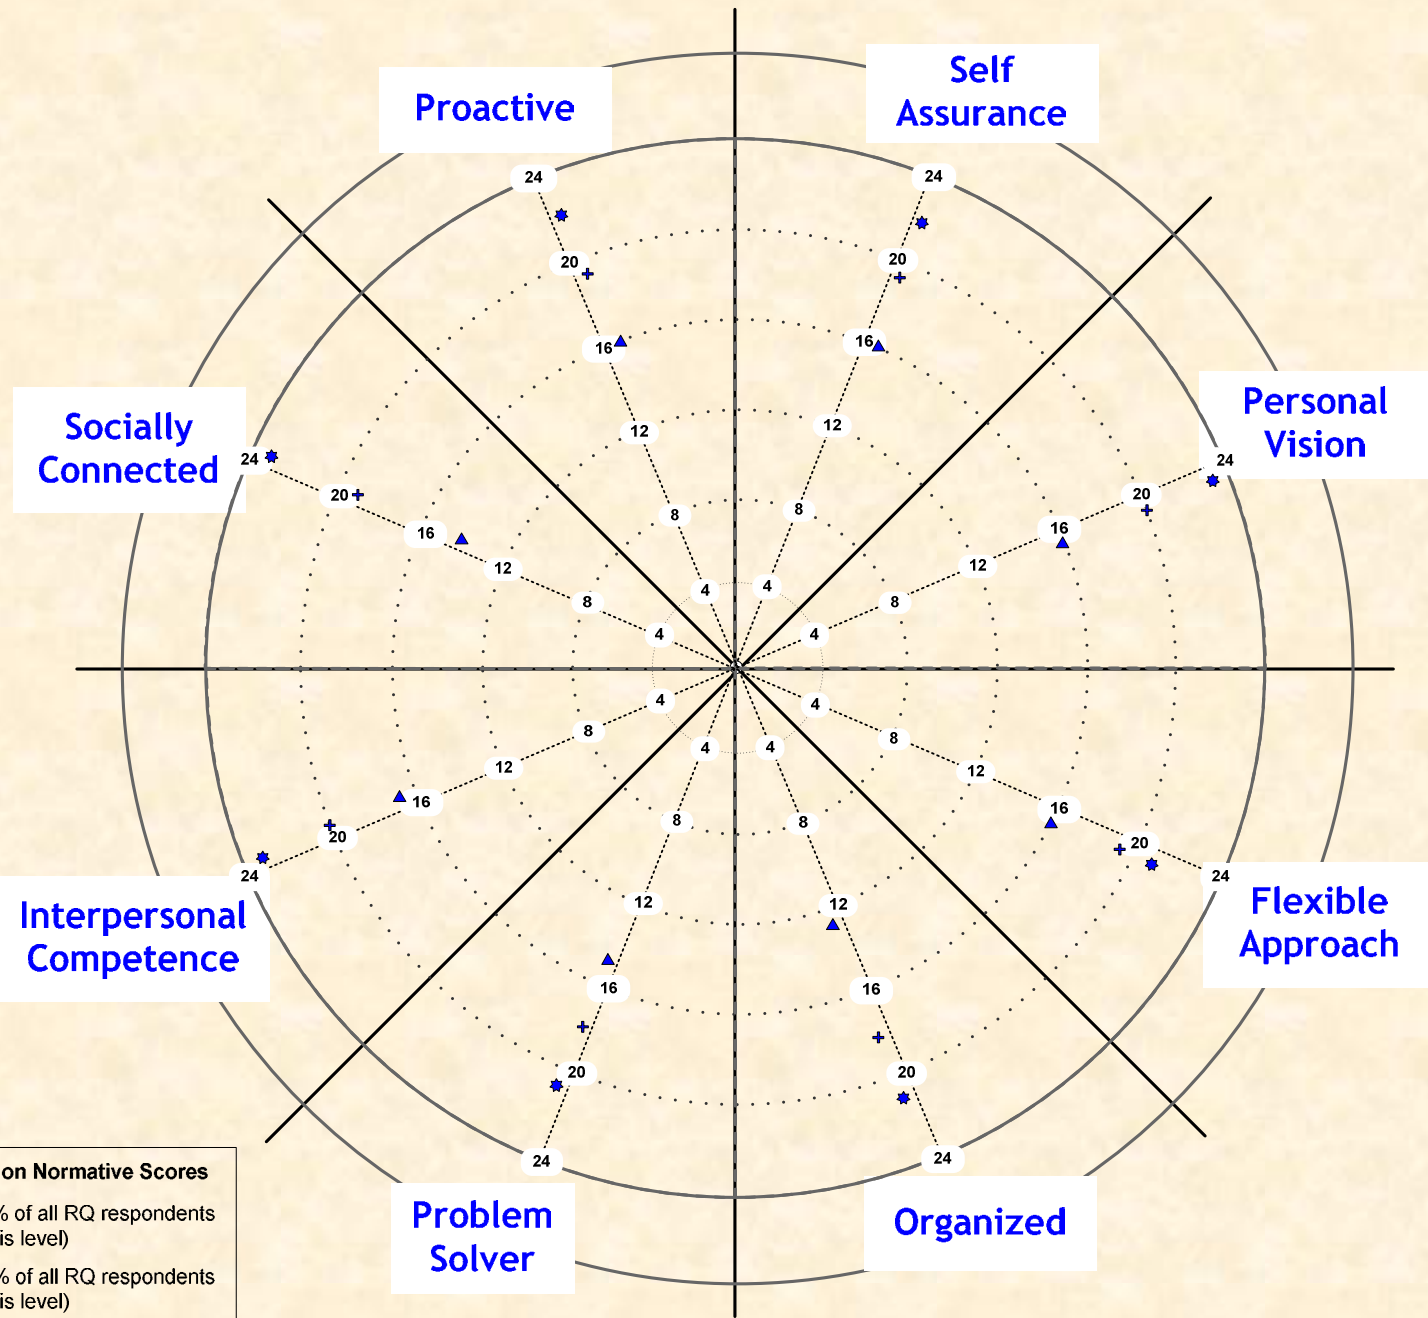 Proactive
Self
Assurance
Socially
Connected
Personal
Vision
24
20
16
12
8
4
24
20
16
12
8
4
24
20
16
12
8
4
24
20
16
12
8
4
4
8
12
16
20
24
4
8
12
16
20
24
4
8
12
16
20
24
4
8
12
16
20
24
Interpersonal
Competence
Flexible
Approach
Problem
Solver
Organized
on Normative Scores
% of all RQ respondents
is level)
% of all RQ respondents
is level)